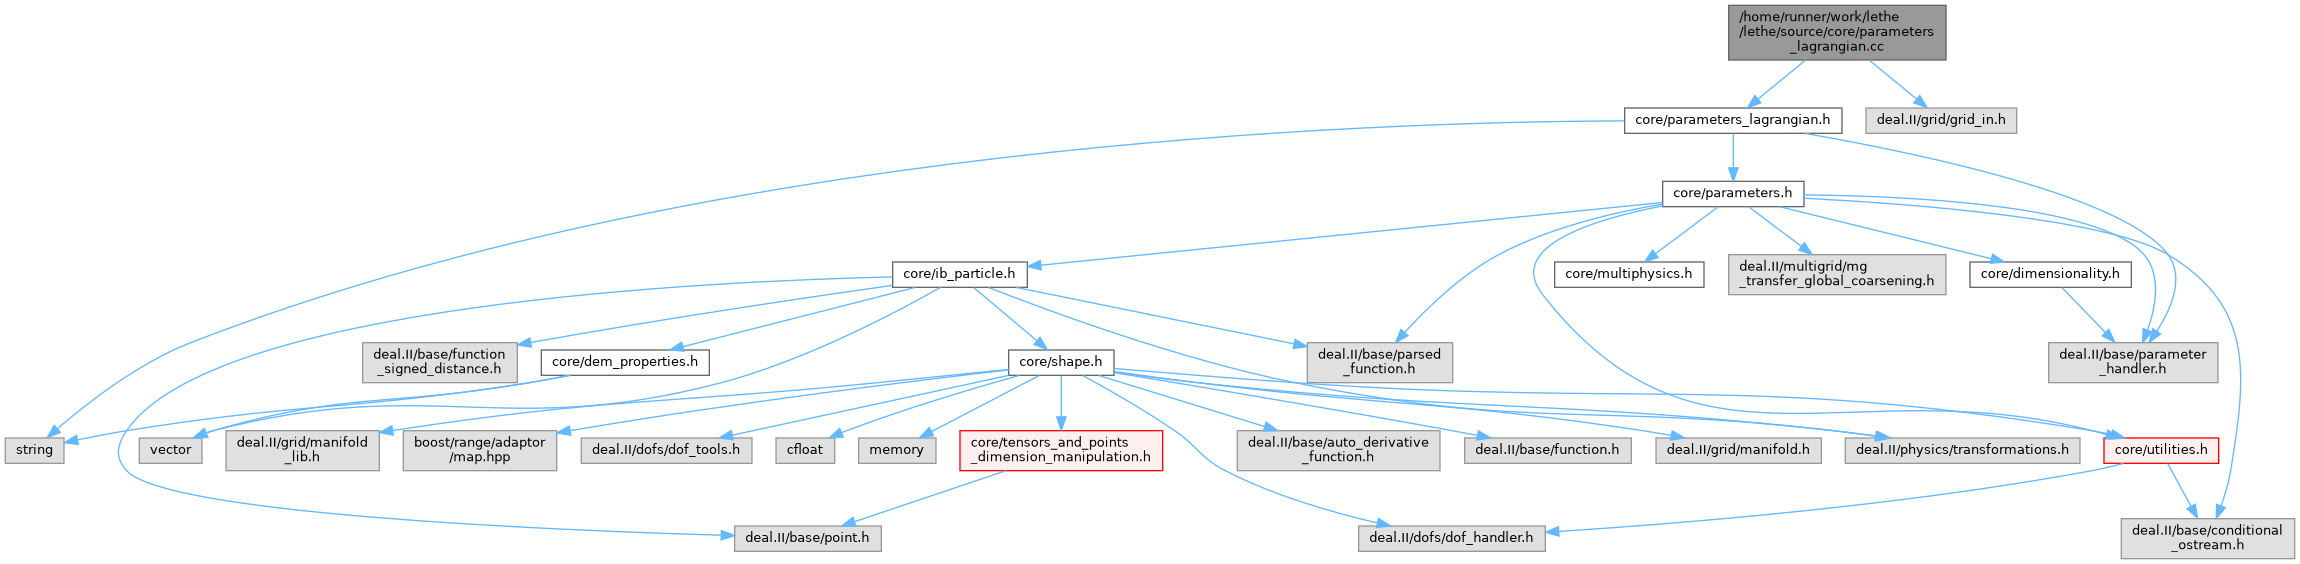 /home/runner/work/lethe
/lethe/source/core/parameters
_lagrangian.cc
core/parameters_lagrangian.h
deal.II/grid/grid_in.h
core/parameters.h
core/ib_particle.h
core/multiphysics.h
deal.II/multigrid/mg
_transfer_global_coarsening.h
core/dimensionality.h
deal.II/base/function
_signed_distance.h
core/dem_properties.h
core/shape.h
deal.II/base/parsed
_function.h
deal.II/base/parameter
_handler.h
string
vector
deal.II/grid/manifold
_lib.h
boost/range/adaptor
/map.hpp
deal.II/dofs/dof_tools.h
cfloat
memory
core/tensors_and_points
_dimension_manipulation.h
deal.II/base/auto_derivative
_function.h
deal.II/base/function.h
deal.II/grid/manifold.h
deal.II/physics/transformations.h
core/utilities.h
deal.II/base/point.h
deal.II/dofs/dof_handler.h
deal.II/base/conditional
_ostream.h